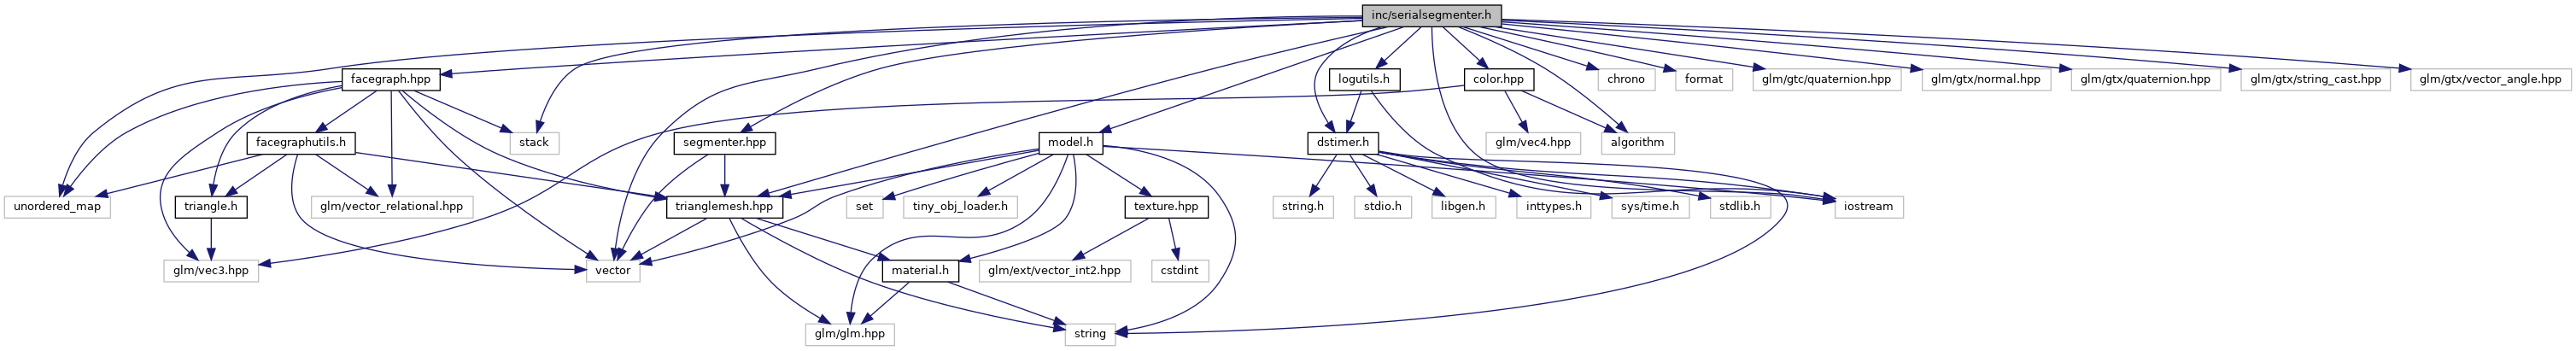 inc/serialsegmenter.h
facegraph.hpp
logutils.h
color.hpp
chrono
format
glm/gtc/quaternion.hpp
glm/gtx/normal.hpp
glm/gtx/quaternion.hpp
glm/gtx/string_cast.hpp
glm/gtx/vector_angle.hpp
facegraphutils.h
stack
segmenter.hpp
model.h
dstimer.h
glm/vec4.hpp
algorithm
unordered_map
triangle.h
glm/vector_relational.hpp
trianglemesh.hpp
set
tiny_obj_loader.h
texture.hpp
string.h
stdio.h
libgen.h
inttypes.h
sys/time.h
stdlib.h
iostream
glm/vec3.hpp
vector
material.h
glm/ext/vector_int2.hpp
cstdint
glm/glm.hpp
string